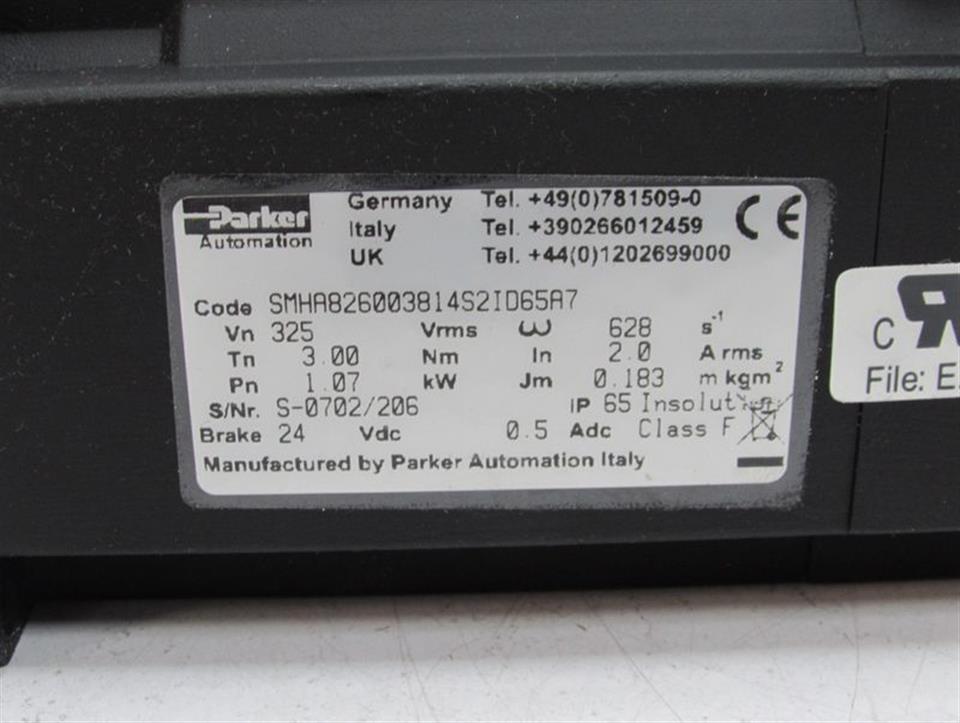 Parker
Automation
Germany Tel. +49(0)781509-0
Italy Tel. +390266012459
UK Tel. +44(0)1202699000
CE
Code SMHA826003814S2ID65A7
Vn 325 Vrms ω 628 s⁻¹
Tn 3.00 Nm In 2.0 A rms
Pn 1.07 kW Jm 0.183 m kgm²
S/Nr. S-0702/206 IP 65 Insolut
Brake 24 Vdc 0.5 Adc Class F
Manufactured by Parker Automation Italy
C
File: E